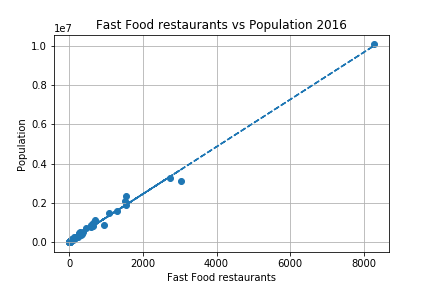 Fast Food restaurants vs Population 2016
1e7
1.0
0.8
0.6
0.4
0.2
0.0
Population
0 2000 4000 6000 8000
Fast Food restaurants